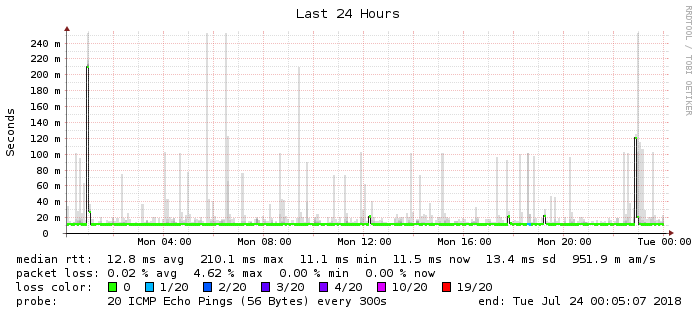 Last 24 Hours
RRDTOOL / TOBI OETIKER
Seconds
240 m
220 m
200 m
180 m
160 m
140 m
120 m
100 m
80 m
60 m
40 m
20 m
0
Mon 04:00 Mon 08:00 Mon 12:00 Mon 16:00 Mon 20:00 Tue 00:00
median rtt: 12.8 ms avg 210.1 ms max 11.1 ms min 11.5 ms now 13.4 ms sd 951.9 m am/s
packet loss: 0.02 % avg 4.62 % max 0.00 % min 0.00 % now
loss color: 0 1/20 2/20 3/20 4/20 10/20 19/20
probe: 20 ICMP Echo Pings (56 Bytes) every 300s end: Tue Jul 24 00:05:07 2018